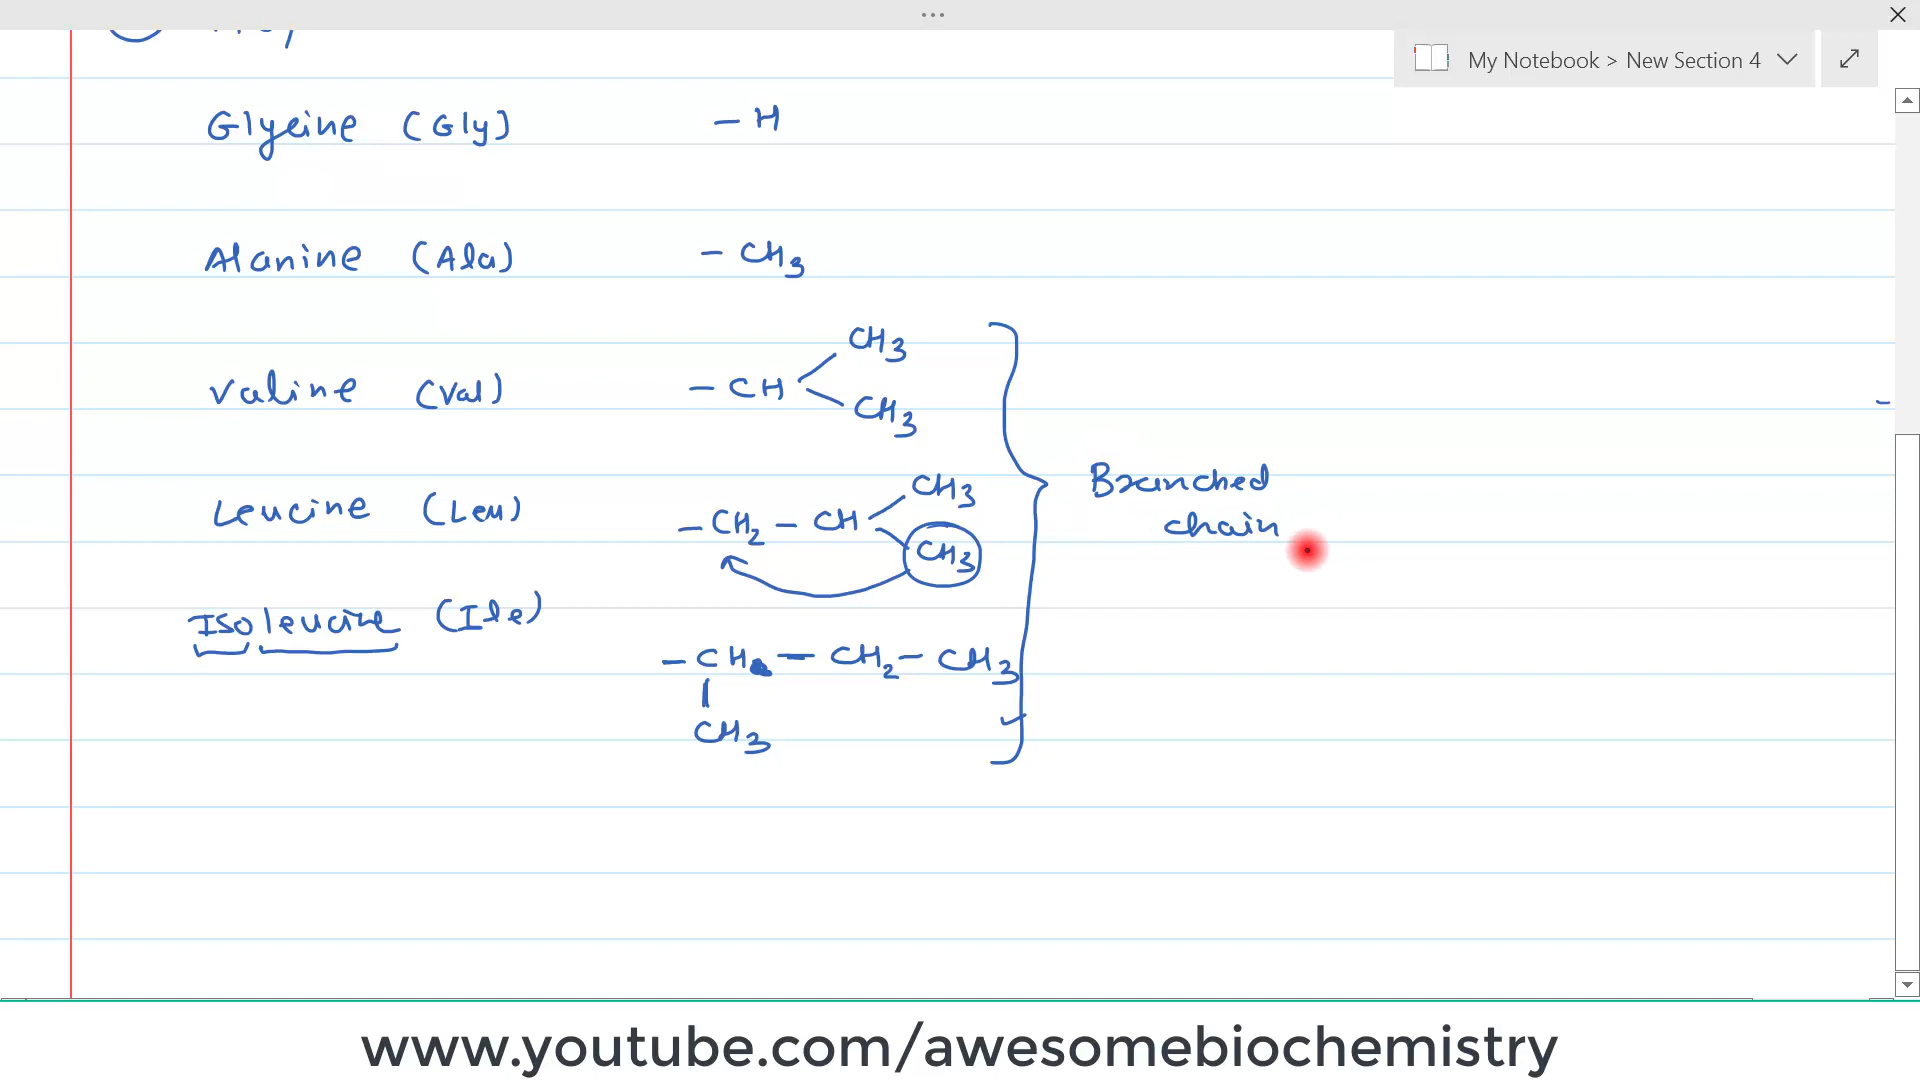 My Notebook > New Section 4
Glycine (Gly) - H
Alanine (Ala) - CH3
Valine (Val) - CH CH3 CH3
Leucine (Leu) - CH2 - CH CH3 CH3
Branched
chain
Isoleucine (Ile)
- CH - CH2 - CH3
CH3
www.youtube.com/awesomebiochemistry